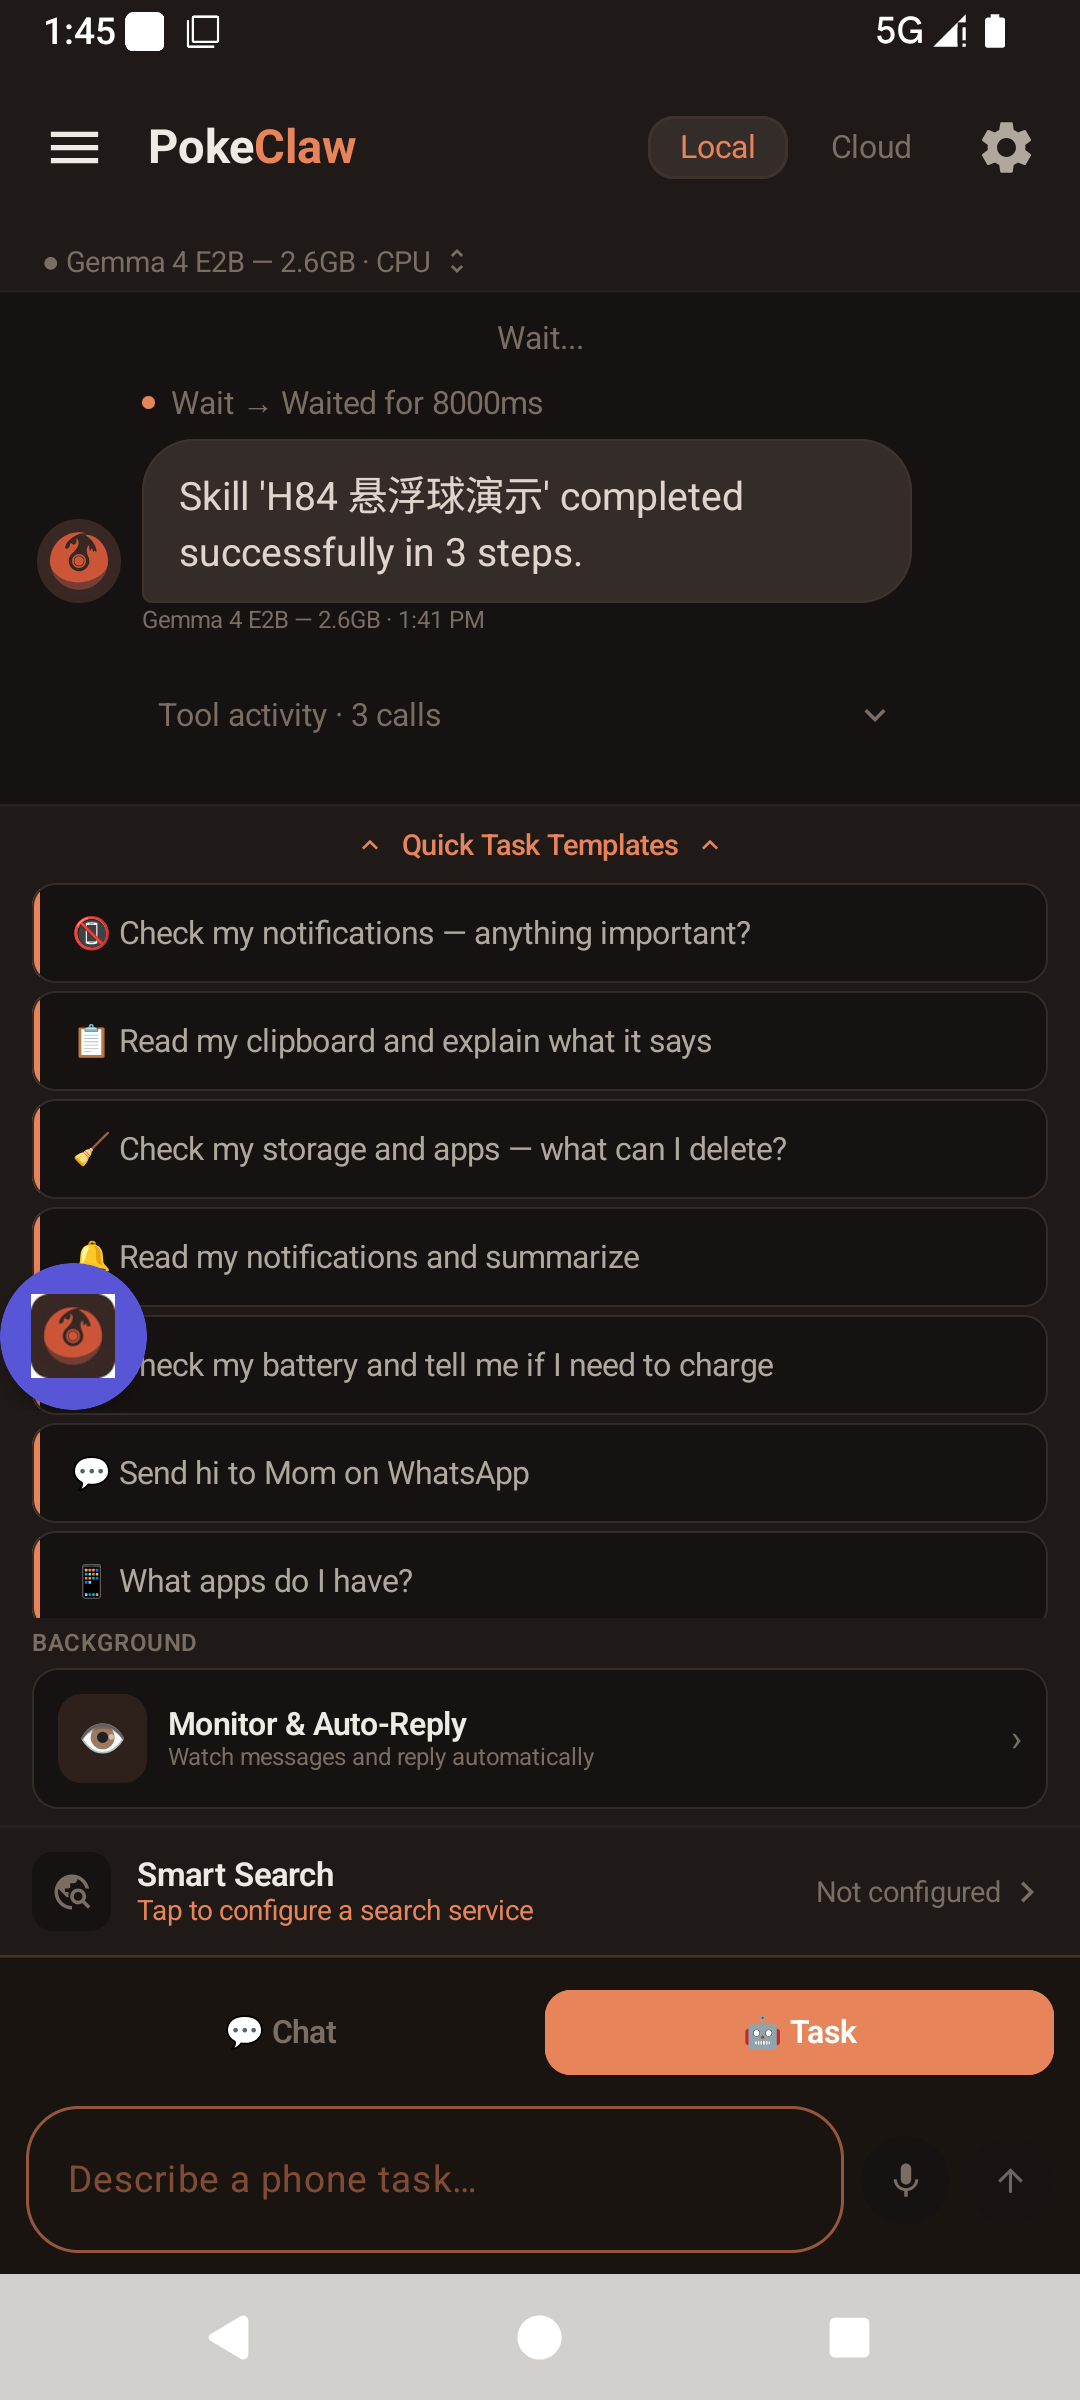 1:45
5G
PokeClaw
Local
Cloud
Gemma 4 E2B — 2.6GB · CPU
Wait...
Wait → Waited for 8000ms
Skill 'H84 悬浮球演示' completed
successfully in 3 steps.
Gemma 4 E2B — 2.6GB · 1:41 PM
Tool activity · 3 calls
Quick Task Templates
Check my notifications — anything important?
Read my clipboard and explain what it says
Check my storage and apps — what can I delete?
Read my notifications and summarize
heck my battery and tell me if I need to charge
Send hi to Mom on WhatsApp
What apps do I have?
BACKGROUND
Monitor & Auto-Reply
Watch messages and reply automatically
Smart Search
Tap to configure a search service
Not configured
Chat
Task
Describe a phone task...